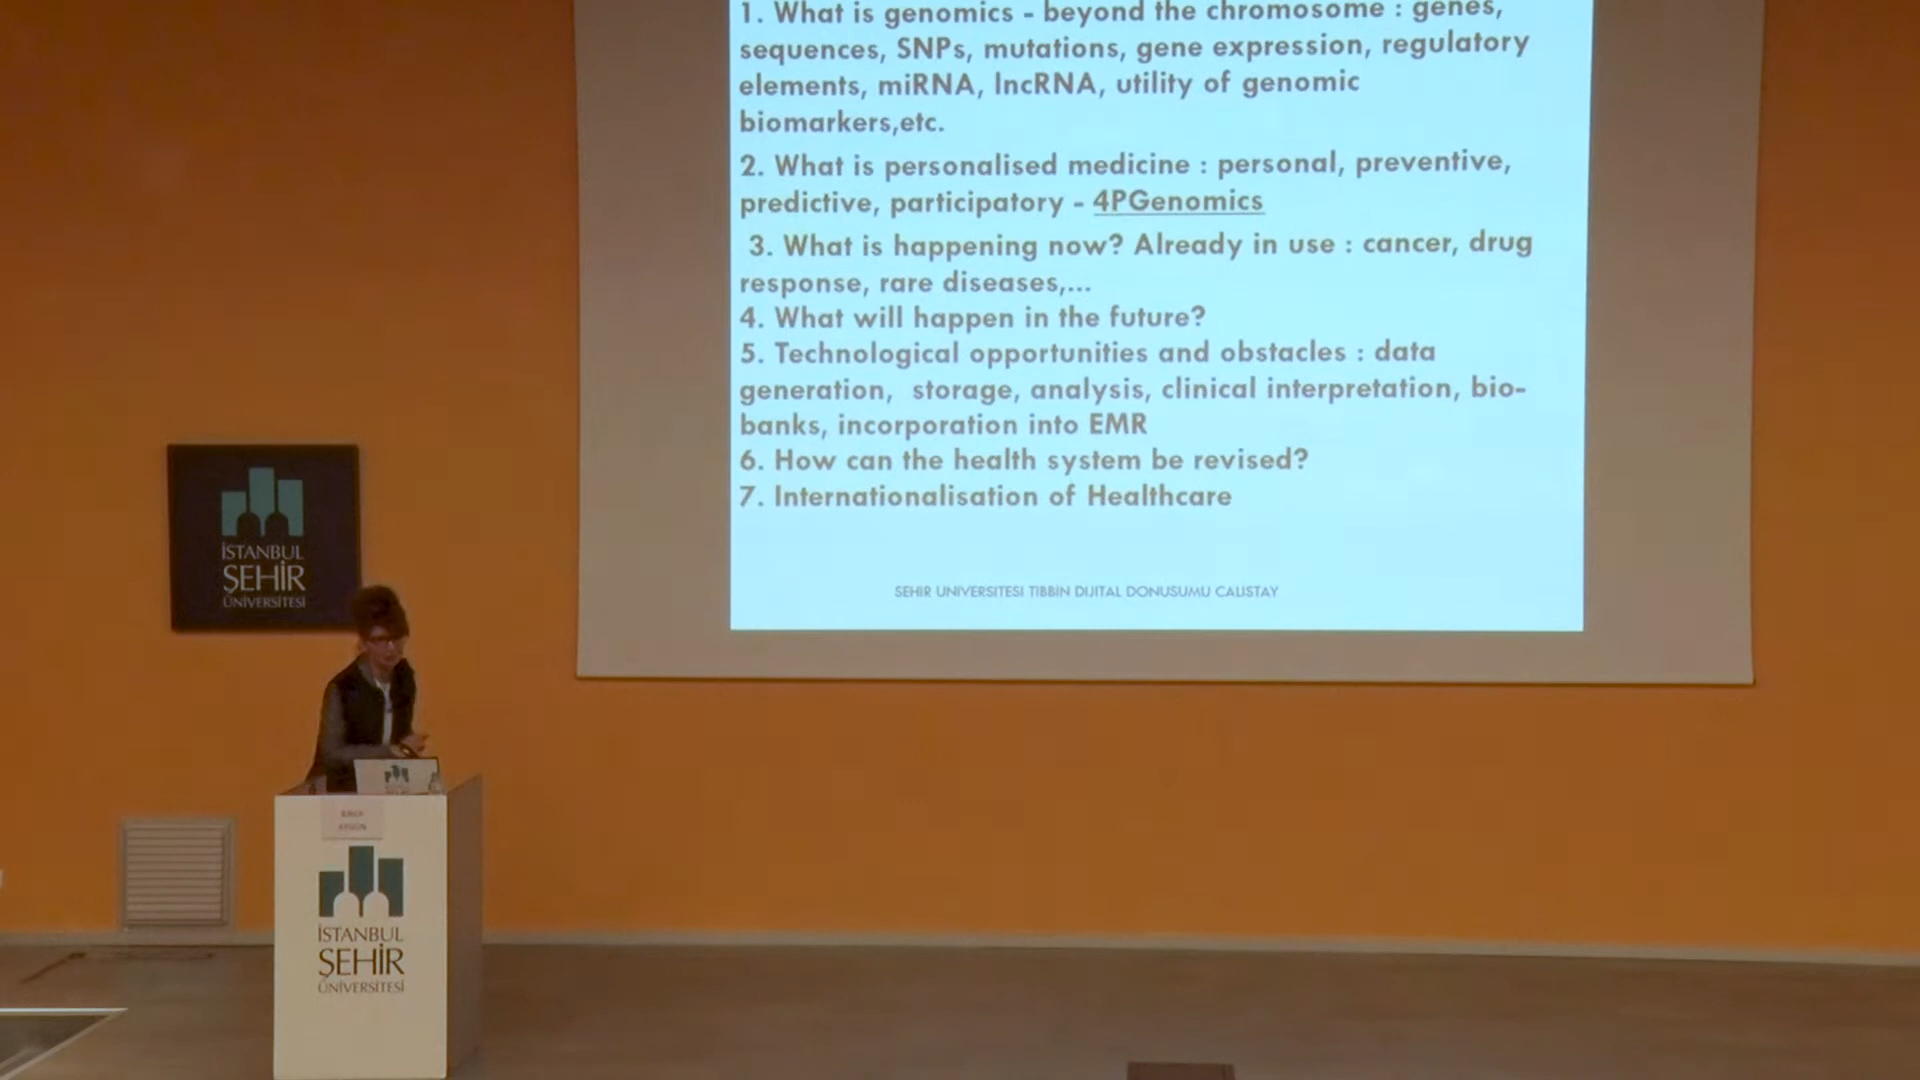 1. What is genomics - beyond the chromosome : genes,
sequences, SNPs, mutations, gene expression, regulatory
elements, miRNA, lncRNA, utility of genomic
biomarkers,etc.
2. What is personalised medicine : personal, preventive,
predictive, participatory - 4PGenomics
3. What is happening now? Already in use : cancer, drug
response, rare diseases,...
4. What will happen in the future?
5. Technological opportunities and obstacles : data
generation, storage, analysis, clinical interpretation, bio-
banks, incorporation into EMR
6. How can the health system be revised?
7. Internationalisation of Healthcare
SEHIR UNIVERSITESI TIBBIN DIJITAL DONUSUMU CALISTAY
İSTANBUL
ŞEHİR
ÜNİVERSİTESİ
İSTANBUL
ŞEHİR
ÜNİVERSİTESİ